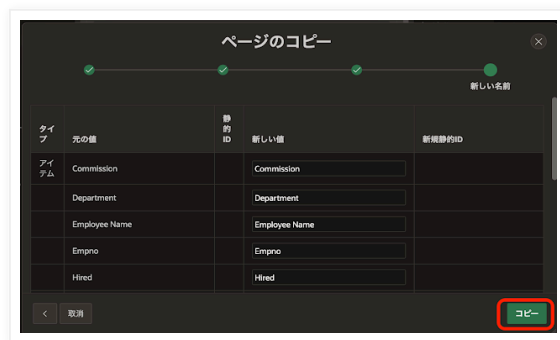 ページのコピー
新しい名前
タイプ 元の値 静的ID 新しい値 新規静的ID
アイテム Commission Commission
Department Department
Employee Name Employee Name
Empno Empno
Hired Hired
取消 コピー